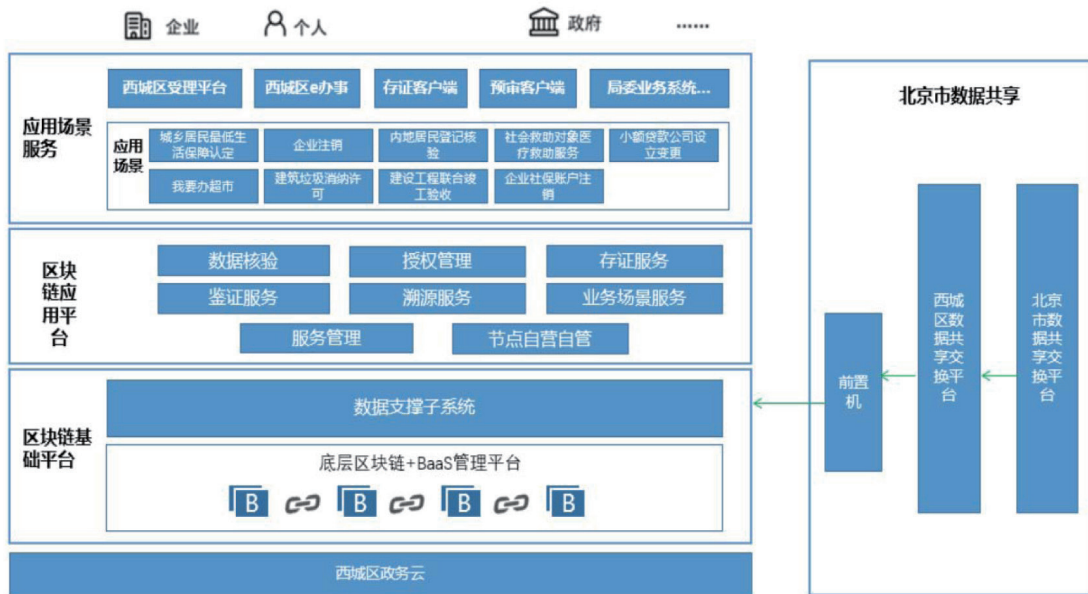 企业
个人
政府
......
应用场景
服务
西城区受理平台
西城区e办事
存证客户端
预审客户端
局委业务系统...
应用
场景
城乡居民最低生
活保障认定
企业注销
内地居民登记核
验
社会救助对象医
疗救助服务
小额贷款公司设
立变更
我要办超市
建筑垃圾消纳许
可
建设工程联合竣
工验收
企业社保账户注
销
区块
链应
用平
台
数据核验
授权管理
存证服务
鉴证服务
溯源服务
业务场景服务
服务管理
节点自营自管
区块链基
础平台
数据支撑子系统
底层区块链+BaaS管理平台
B
B
B
B
西城区政务云
北京市数据共享
前置
机
西城
区数
据共
享交
换平
台
北京
市数
据共
享交
换平
台